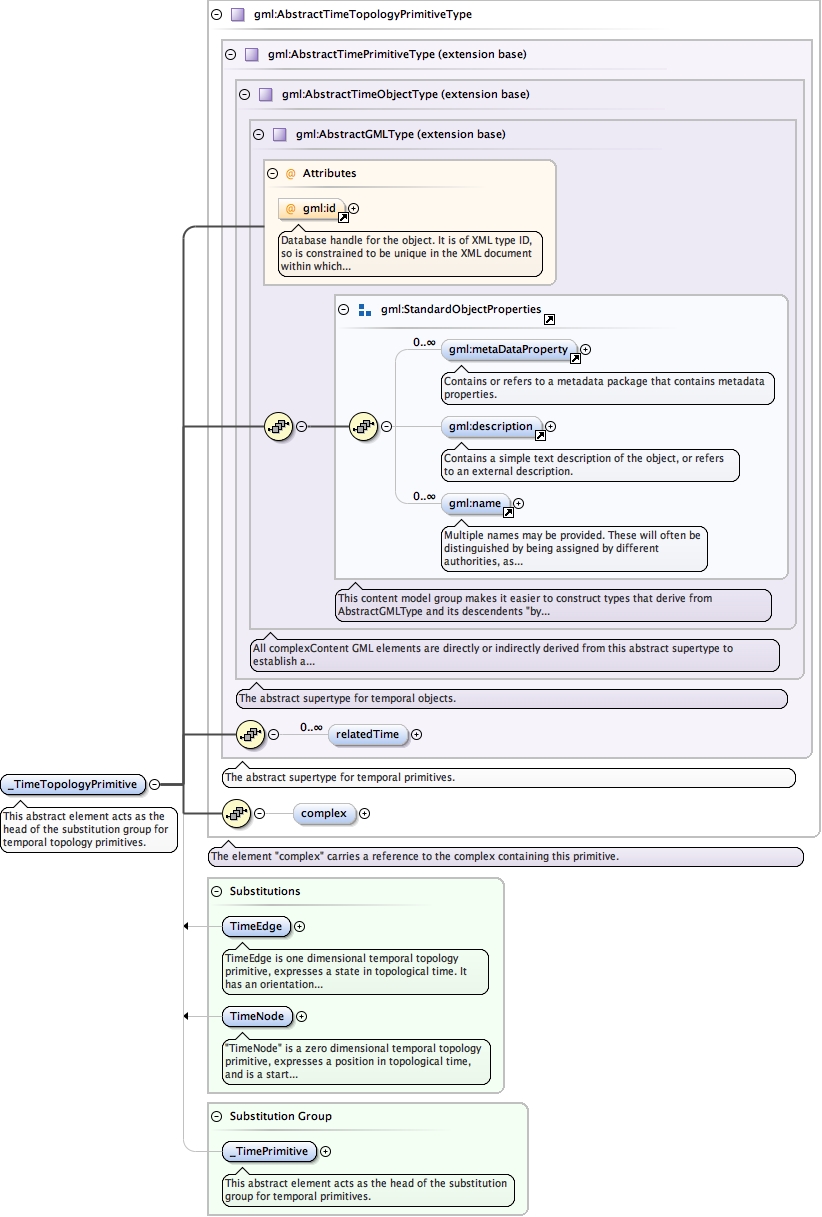 gml:AbstractTimeTopologyPrimitiveType
gml:AbstractTimePrimitiveType (extension base)
gml:AbstractTimeObjectType (extension base)
gml:AbstractGMLType (extension base)
@ Attributes
@ gml:id
Database handle for the object. It is of XML type ID,
so is constrained to be unique in the XML document
within which...
gml:StandardObjectProperties
0..∞
gml:metaDataProperty
Contains or refers to a metadata package that contains metadata
properties.
gml:description
Contains a simple text description of the object, or refers
to an external description.
0..∞
gml:name
Multiple names may be provided. These will often be
distinguished by being assigned by different
authorities, as...
This content model group makes it easier to construct types that derive from
AbstractGMLType and its descendents "by...
All complexContent GML elements are directly or indirectly derived from this abstract supertype to
establish a...
The abstract supertype for temporal objects.
0..∞
relatedTime
The abstract supertype for temporal primitives.
_TimeTopologyPrimitive
This abstract element acts as the
head of the substitution group for
temporal topology primitives.
complex
The element "complex" carries a reference to the complex containing this primitive.
Substitutions
TimeEdge
TimeEdge is one dimensional temporal topology
primitive, expresses a state in topological time. It
has an orientation...
TimeNode
"TimeNode" is a zero dimensional temporal topology
primitive, expresses a position in topological time,
and is a start...
Substitution Group
_TimePrimitive
This abstract element acts as the head of the substitution
group for temporal primitives.